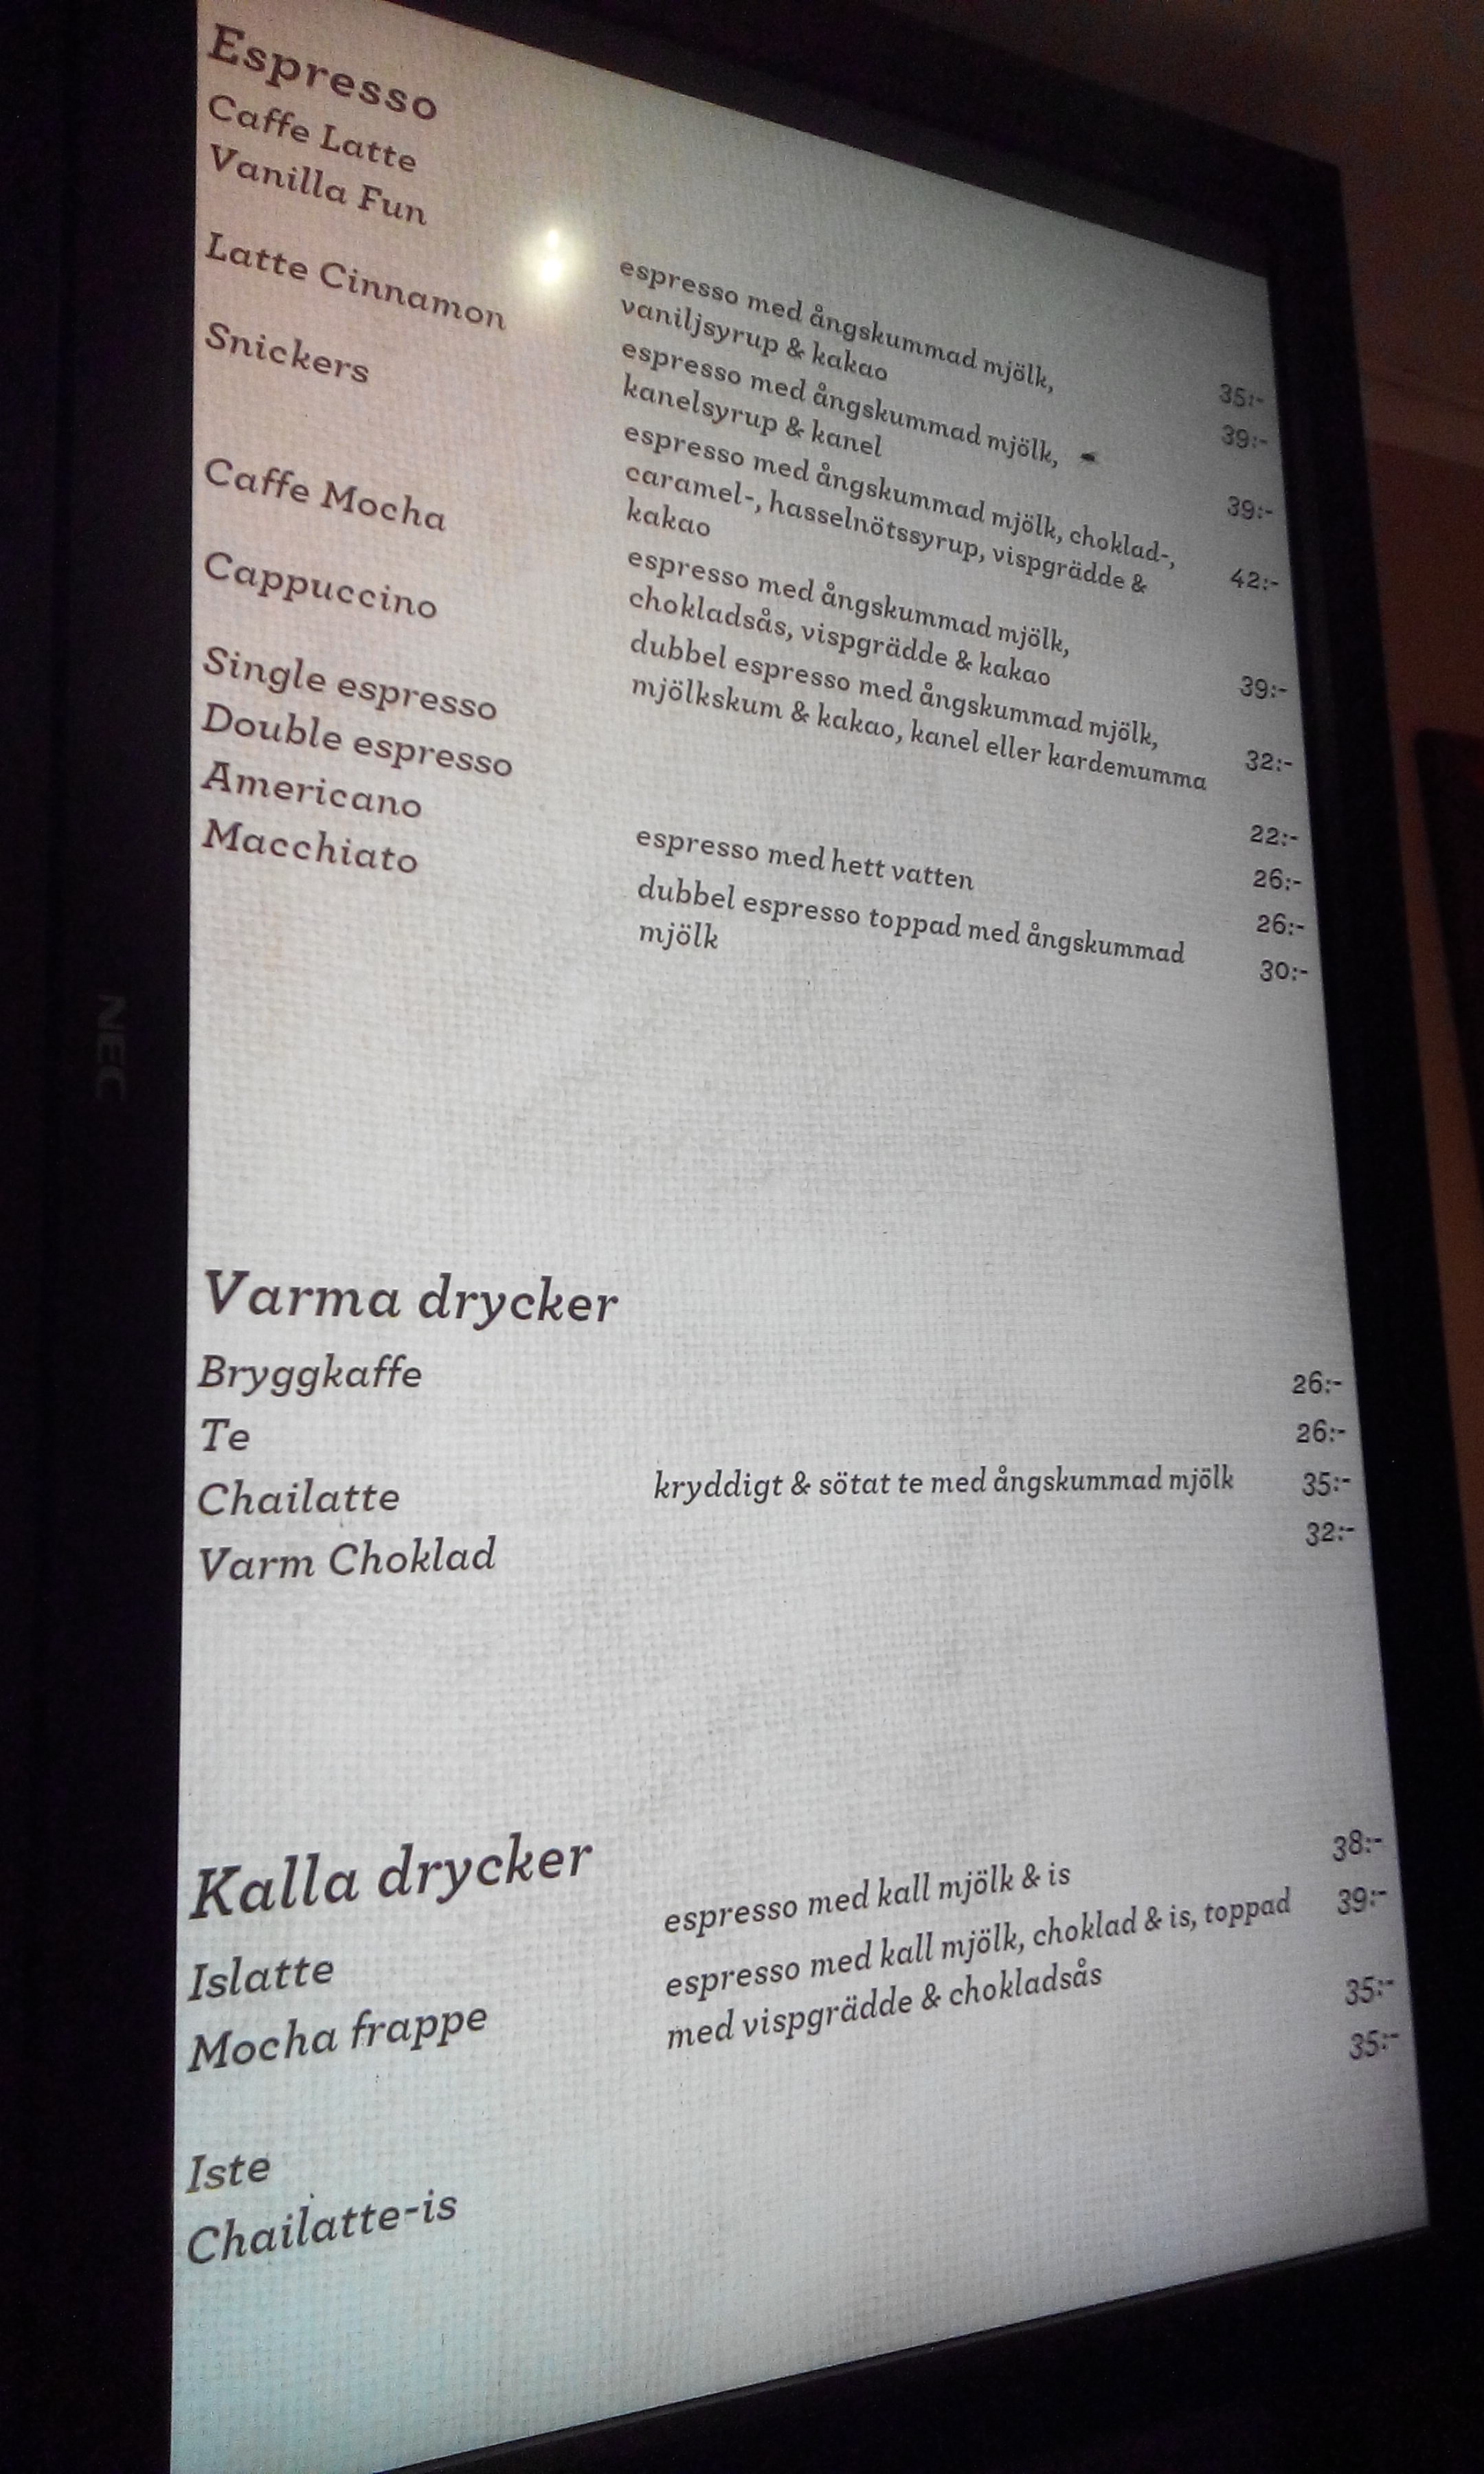 Espresso
Caffe Latte 35:-
Vanilla Fun espresso med ångskummad mjölk, 39:-
vaniljsyrup & kakao
Latte Cinnamon espresso med ångskummad mjölk, 39:-
kanelsyrup & kanel
Snickers espresso med ångskummad mjölk, choklad-, 42:-
caramel-, hasselnötssyrup, vispgrädde &
kakao
Caffe Mocha espresso med ångskummad mjölk, 39:-
chokladsås, vispgrädde & kakao
Cappuccino dubbel espresso med ångskummad mjölk, 32:-
mjölkskum & kakao, kanel eller kardemumma
Single espresso 22:-
Double espresso 26:-
Americano espresso med hett vatten 26:-
Macchiato dubbel espresso toppad med ångskummad 30:-
mjölk
NEC
Varma drycker
Bryggkaffe 26:-
Te 26:-
Chailatte kryddigt & sötat te med ångskummad mjölk 35:-
Varm Choklad 32:-
Kalla drycker
Islatte espresso med kall mjölk & is 38:-
Mocha frappe espresso med kall mjölk, choklad & is, toppad 39:-
med vispgrädde & chokladsås
Iste 35:-
Chailatte-is 35:-